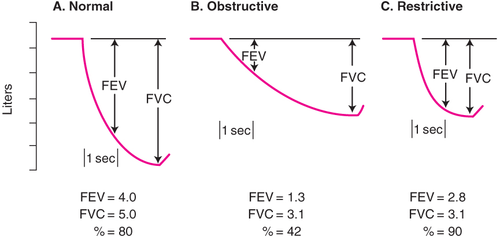 A. Normal
B. Obstructive
C. Restrictive
Liters
FEV
FVC
1 sec
FEV
FVC
1 sec
FEV
FVC
1 sec
FEV = 4.0
FVC = 5.0
% = 80
FEV = 1.3
FVC = 3.1
% = 42
FEV = 2.8
FVC = 3.1
% = 90